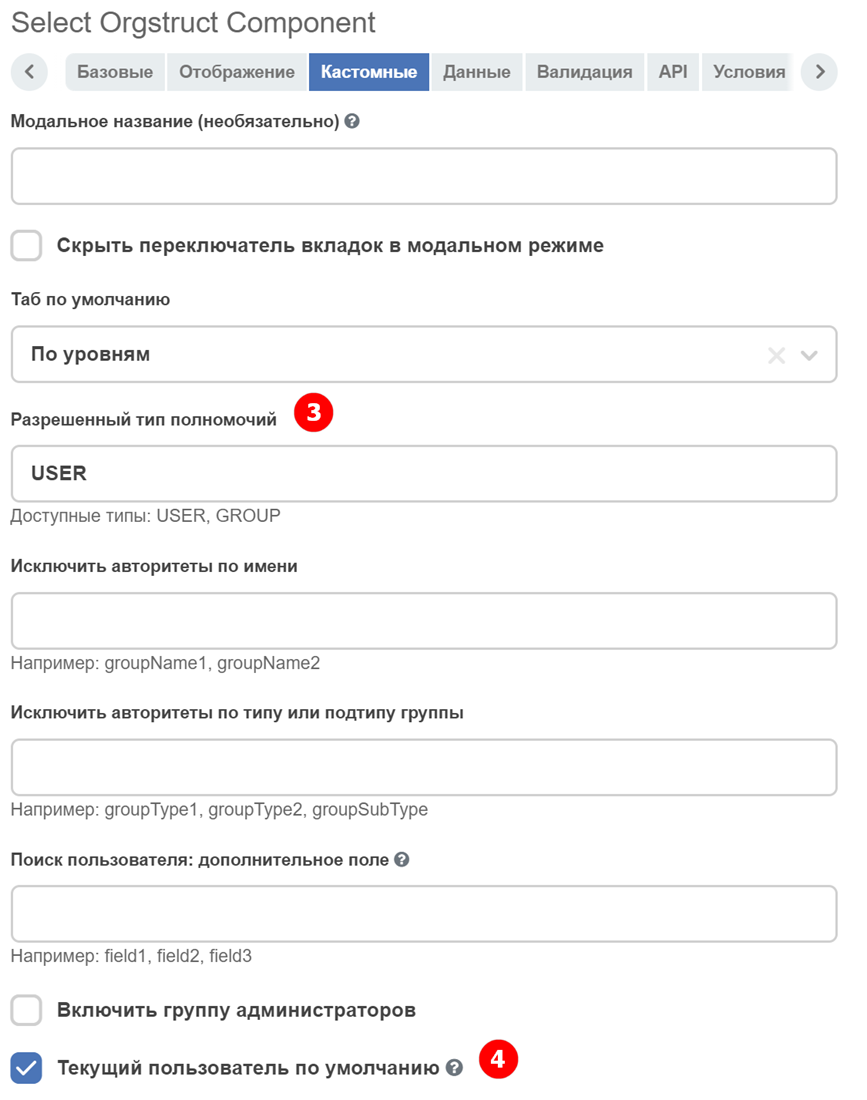 Select Orgstruct Component
Базовые Отображение Кастомные Данные Валидация API Условия
Модальное название (необязательно) ?
Скрыть переключатель вкладок в модальном режиме
Таб по умолчанию
По уровням
Разрешенный тип полномочий 3
USER
Доступные типы: USER, GROUP
Исключить авторитеты по имени
Например: groupName1, groupName2
Исключить авторитеты по типу или подтипу группы
Например: groupType1, groupType2, groupSubType
Поиск пользователя: дополнительное поле ?
Например: field1, field2, field3
Включить группу администраторов
Текущий пользователь по умолчанию ? 4